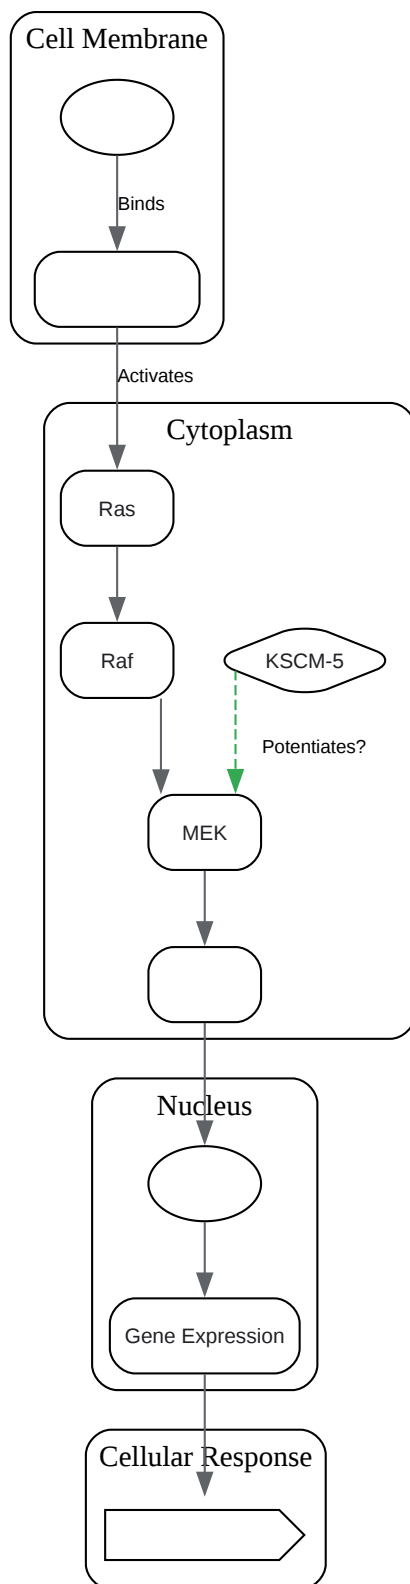 Cell Membrane
Binds
Activates
Cytoplasm
Ras
Raf
KSCM-5
Potentiates?
MEK
Nucleus
Gene Expression
Cellular Response